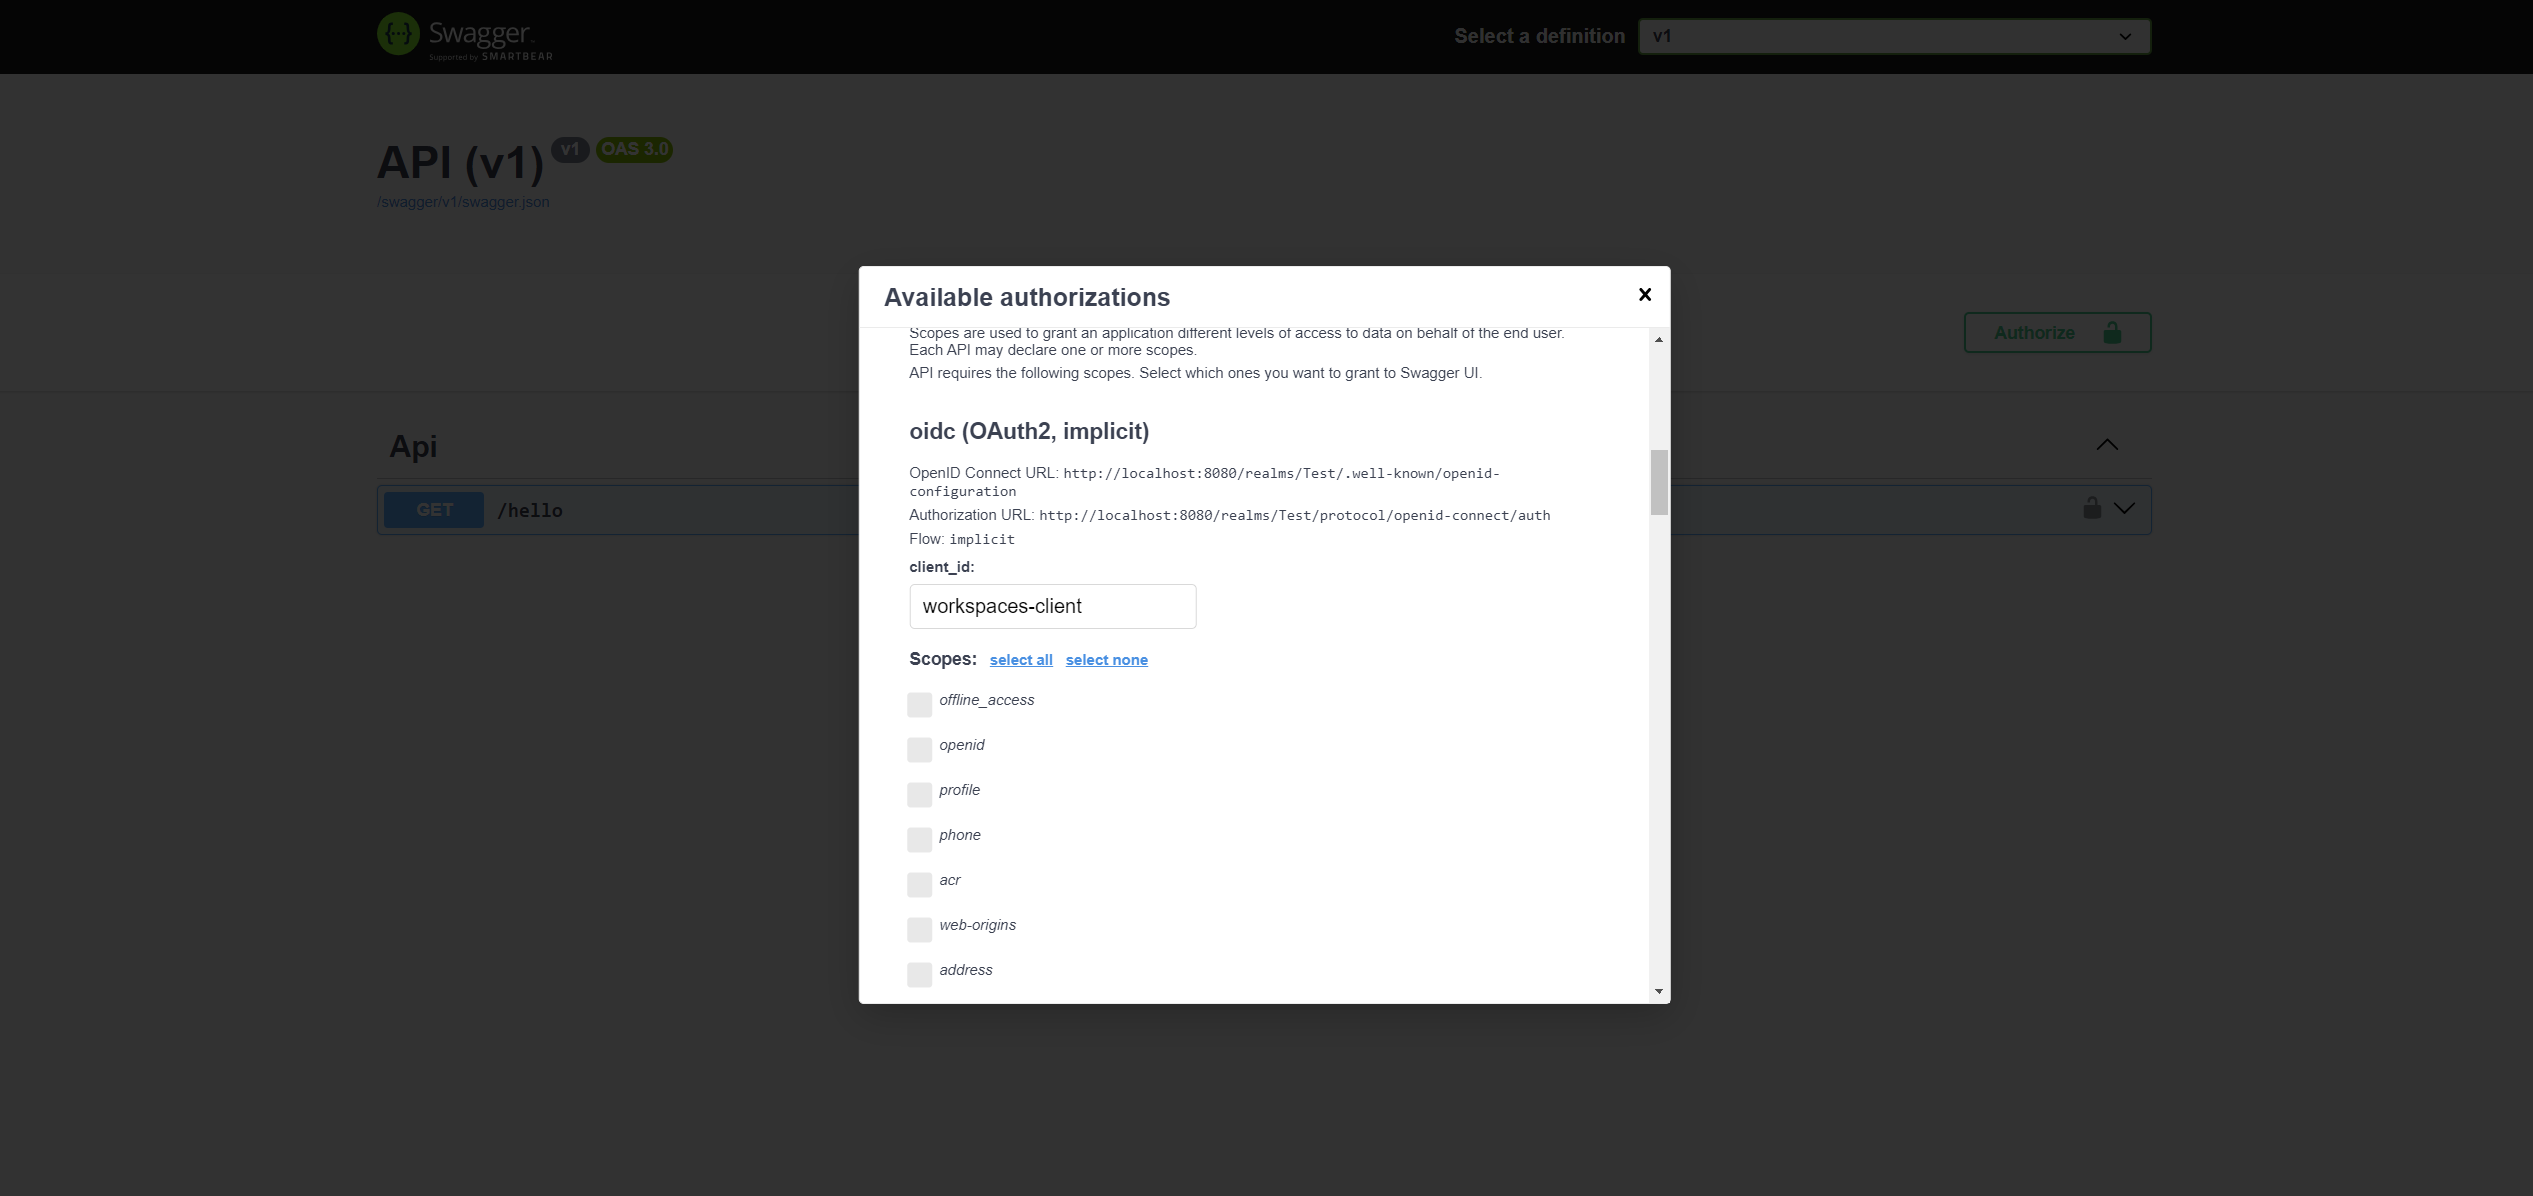 Swagger
Supported by SMARTBEAR
Select a definition
v1
API (v1)
v1
OAS 3.0
/swagger/v1/swagger.json
Authorize
Api
GET
/hello
Available authorizations
Scopes are used to grant an application different levels of access to data on behalf of the end user.
Each API may declare one or more scopes.
API requires the following scopes. Select which ones you want to grant to Swagger UI.
oidc (OAuth2, implicit)
OpenID Connect URL: http://localhost:8080/realms/Test/.well-known/openid-
configuration
Authorization URL: http://localhost:8080/realms/Test/protocol/openid-connect/auth
Flow: implicit
client_id:
workspaces-client
Scopes: select all select none
offline_access
openid
profile
phone
acr
web-origins
address